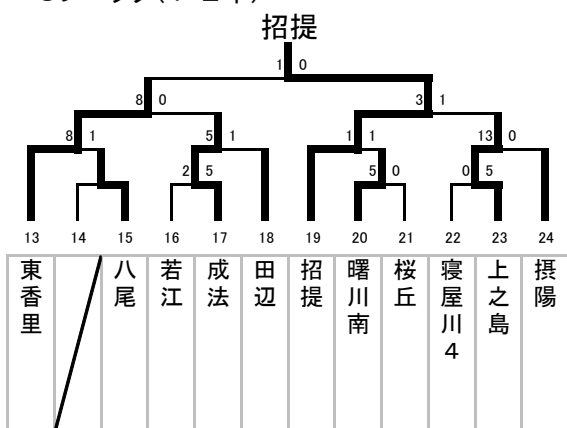 招提
1 0
8 0 3 1
8 1 5 1 1 1 13 0
2 5 5 0 0 5
13 14 15 16 17 18 19 20 21 22 23 24
東香里
八尾
若江
成法
田辺
招提
曙川南
桜丘
寝屋川4
上之島
摂陽